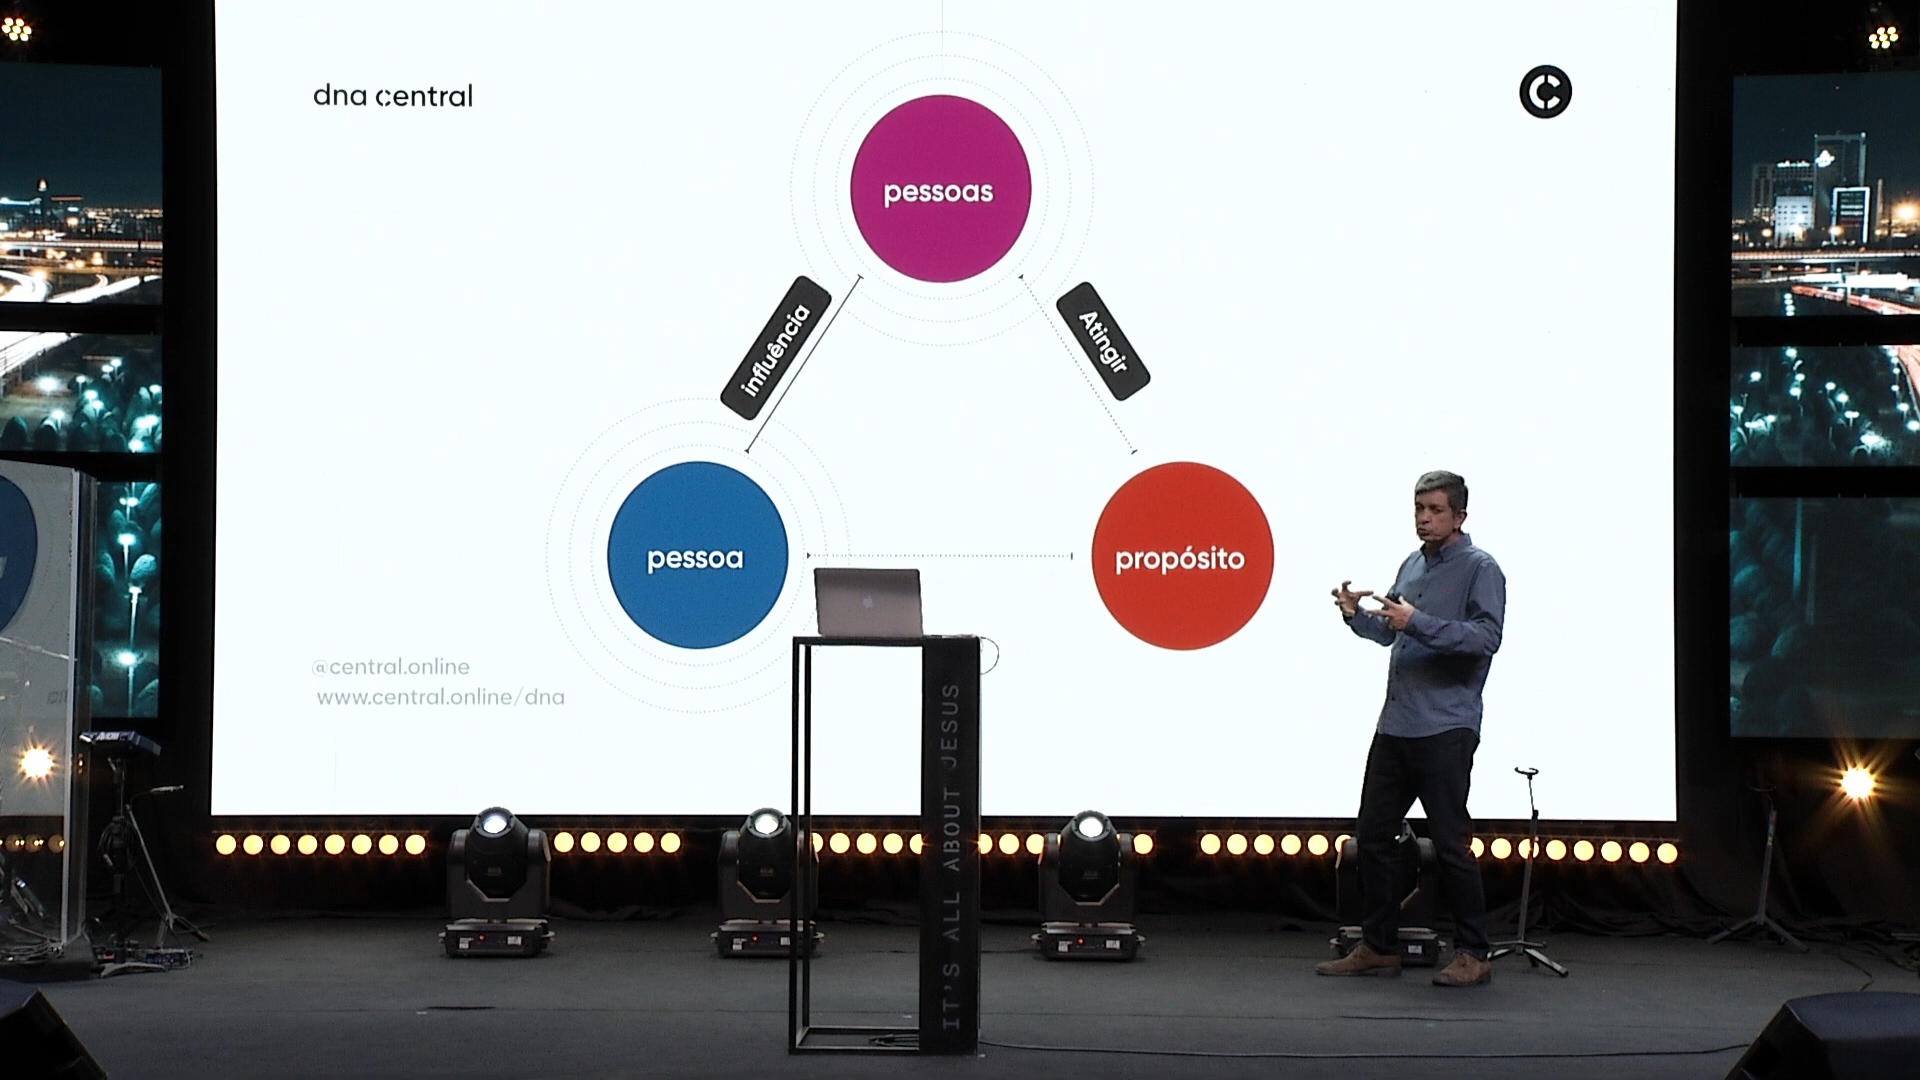 dna central
pessoas
influência
Atingir
pessoa
propósito
@central.online
www.central.online/dna
IT'S ALL ABOUT JESUS